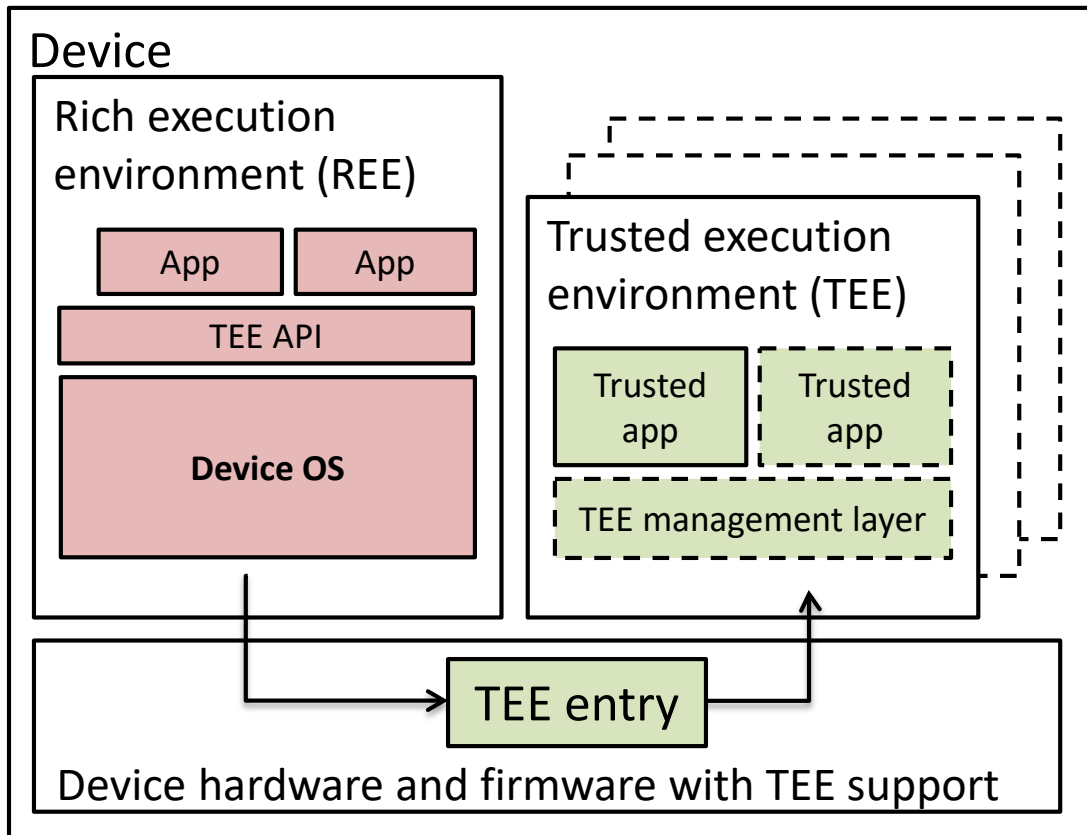 Device
Rich execution
environment (REE)
App
App
TEE API
Device OS
Trusted execution
environment (TEE)
Trusted
app
Trusted
app
TEE management layer
TEE entry
Device hardware and firmware with TEE support